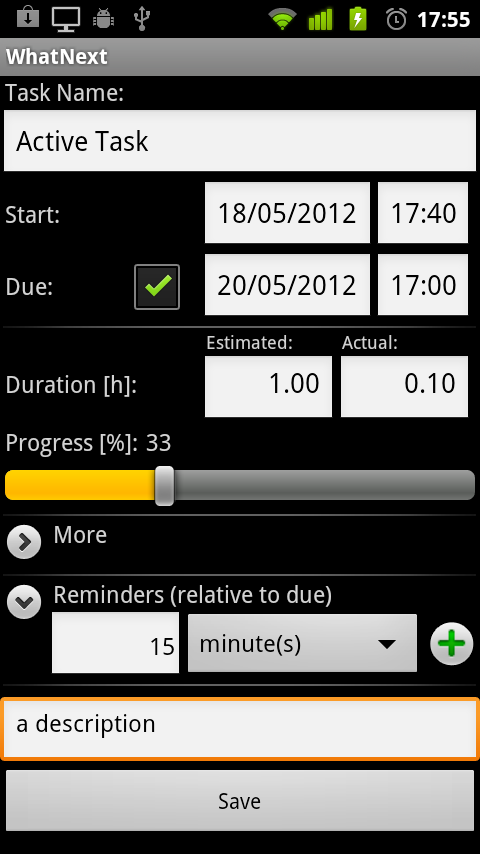 17:55
WhatNext
Task Name:
Active Task
Start: 18/05/2012 17:40
Due: 20/05/2012 17:00
Estimated: Actual:
Duration [h]: 1.00 0.10
Progress [%]: 33
More
Reminders (relative to due)
15 minute(s)
a description
Save